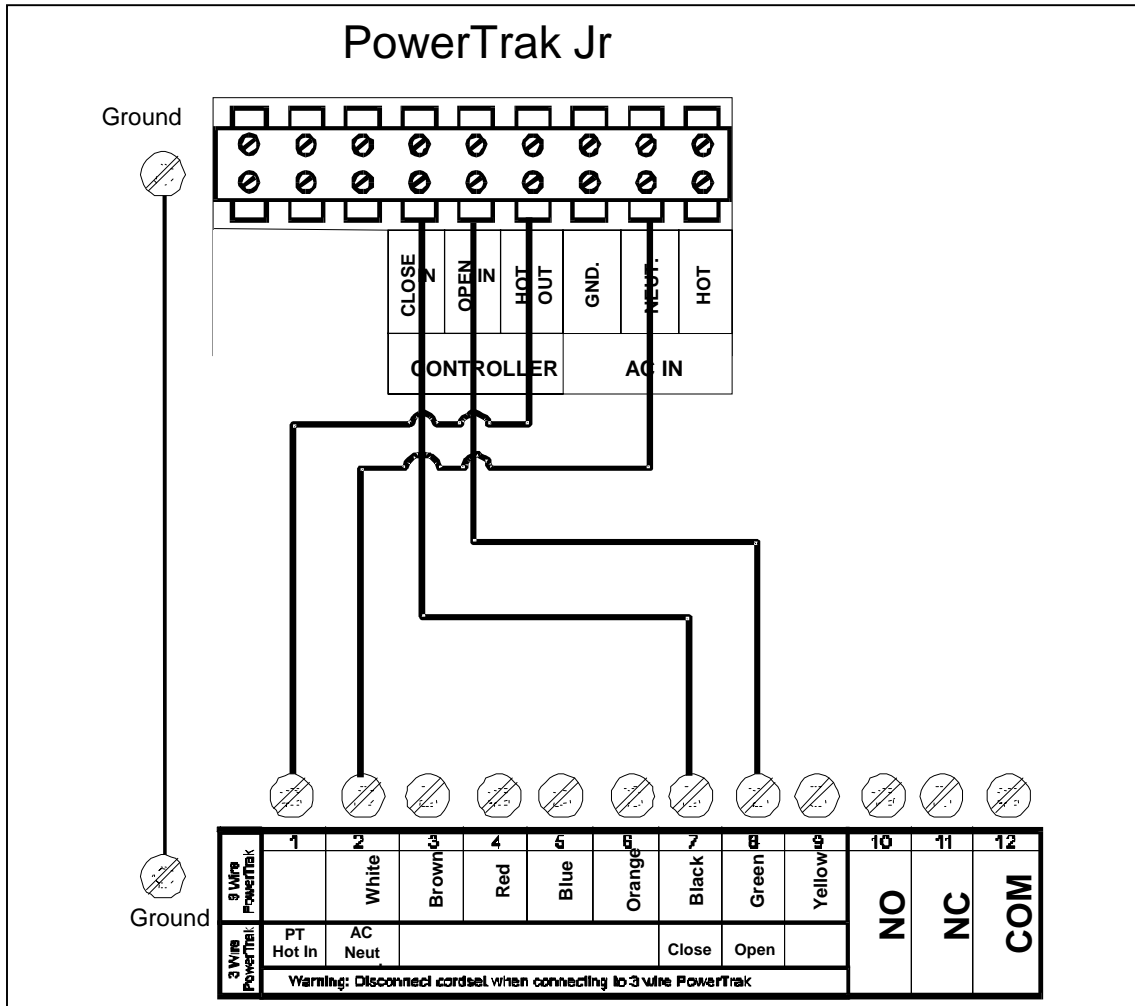 PowerTrak Jr
Ground
CLOSE IN
OPEN IN
HOT OUT
GND.
NEUT.
HOT
CONTROLLER
AC IN
Ground
1 2 3 4 5 6 7 8 9 10 11 12
9 Wire PowerTrak
White
Brown
Red
Blue
Orange
Black
Green
Yellow
NO
NC
COM
3 Wire PowerTrak
PT Hot In
AC Neut
Close
Open
Warning: Disconnect cordset when connecting to 3 wire PowerTrak